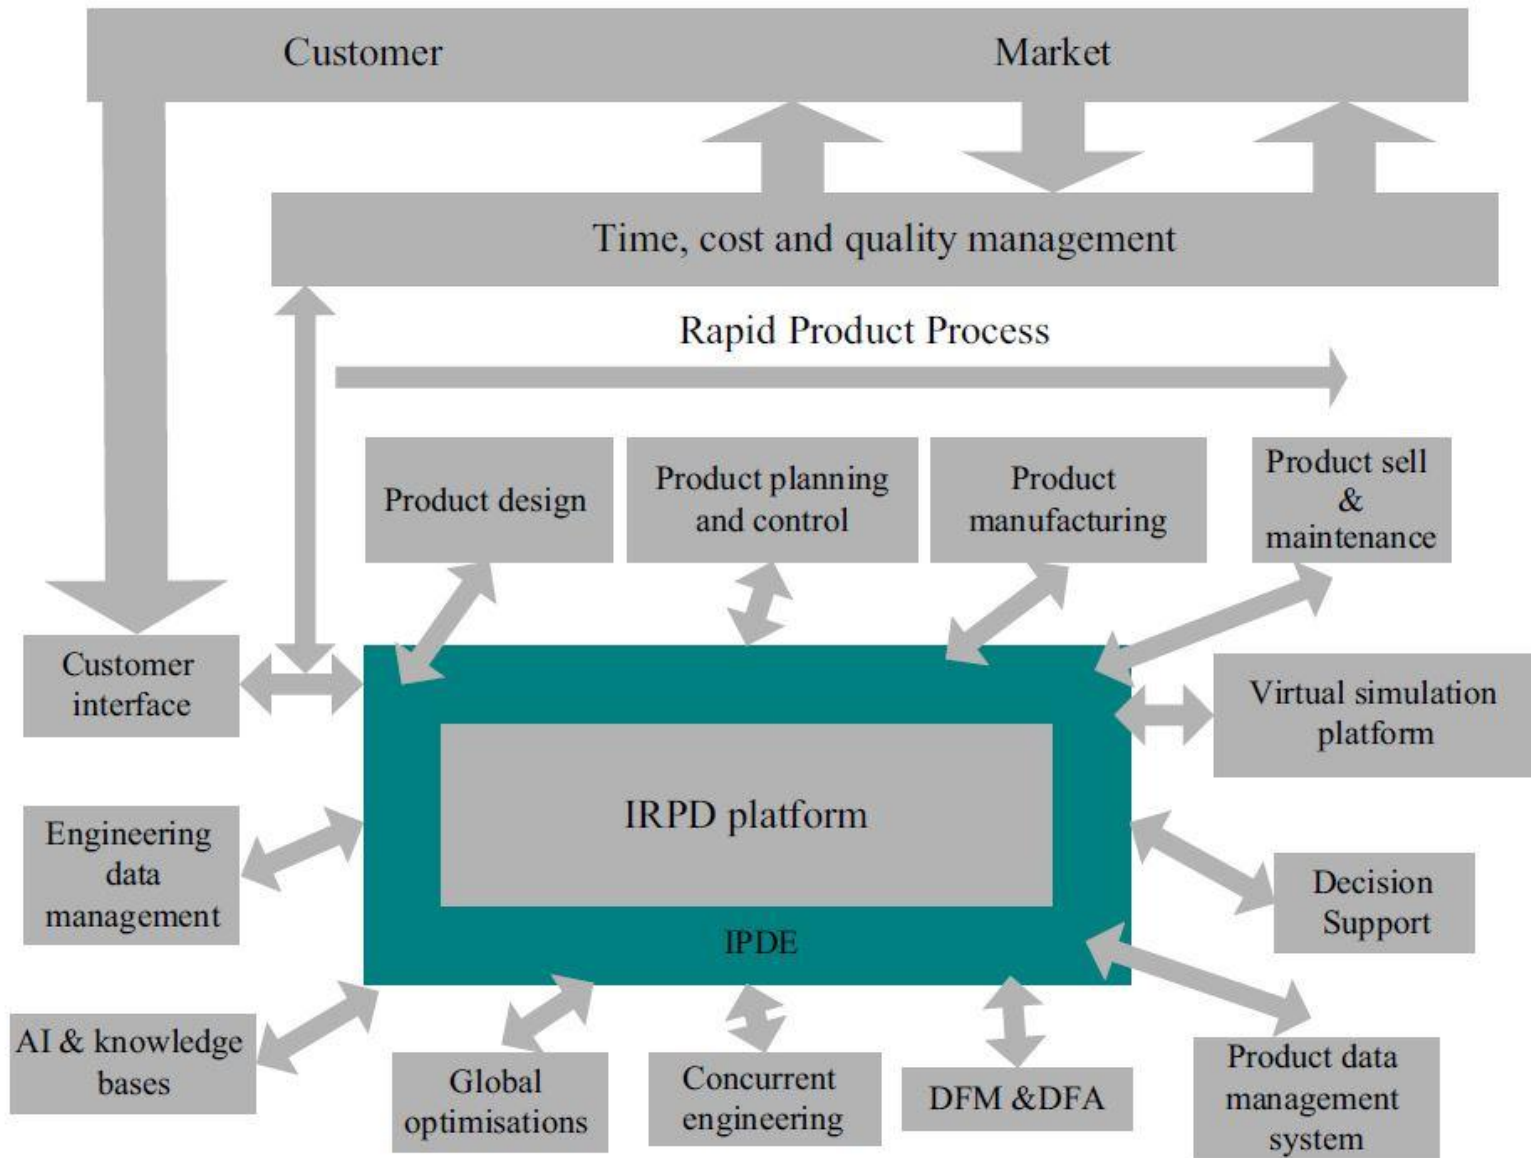 Customer
Market
Time, cost and quality management
Rapid Product Process
Product design
Product planning
and control
Product
manufacturing
Product sell
&
maintenance
Customer
interface
Virtual simulation
platform
IRPD platform
Engineering
data
management
Decision
Support
IPDE
AI & knowledge
bases
Global
optimisations
Concurrent
engineering
DFM &DFA
Product data
management
system